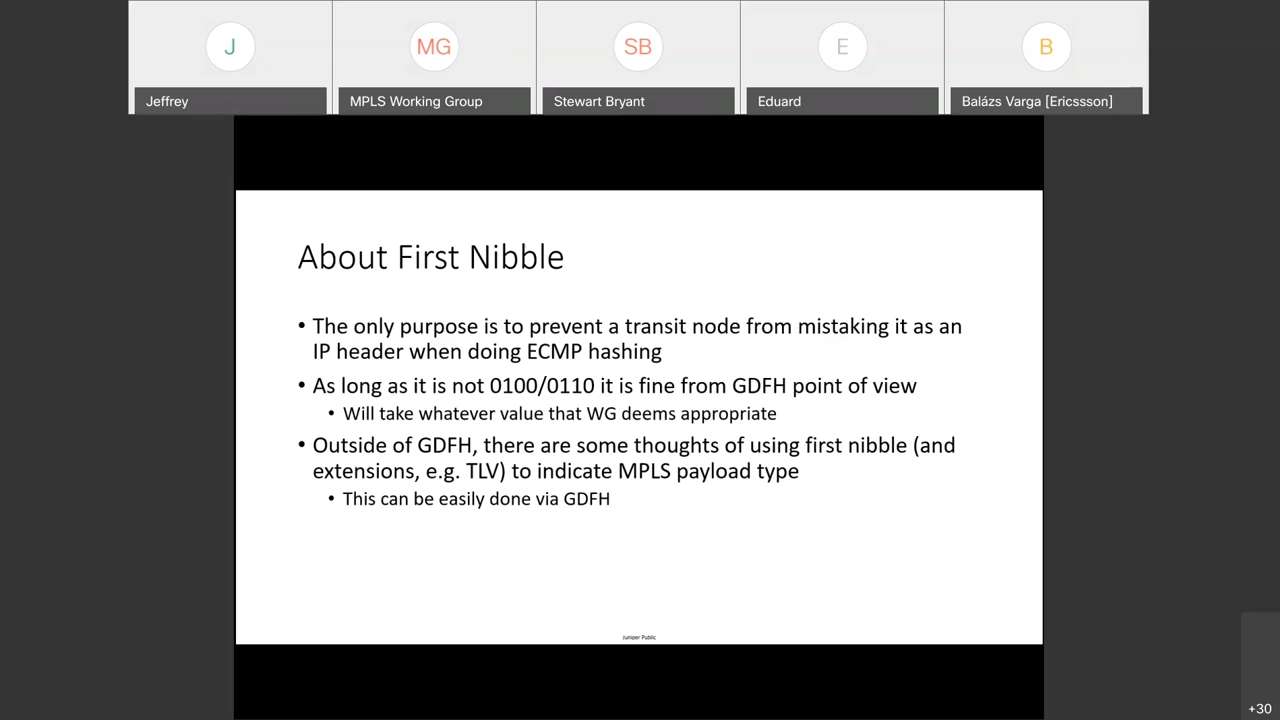 J
MG
SB
E
B
Jeffrey
MPLS Working Group
Stewart Bryant
Eduard
Balázs Varga [Ericssson]
About First Nibble
• The only purpose is to prevent a transit node from mistaking it as an
IP header when doing ECMP hashing
• As long as it is not 0100/0110 it is fine from GDFH point of view
• Will take whatever value that WG deems appropriate
• Outside of GDFH, there are some thoughts of using first nibble (and
extensions, e.g. TLV) to indicate MPLS payload type
• This can be easily done via GDFH
Juniper Public
+30